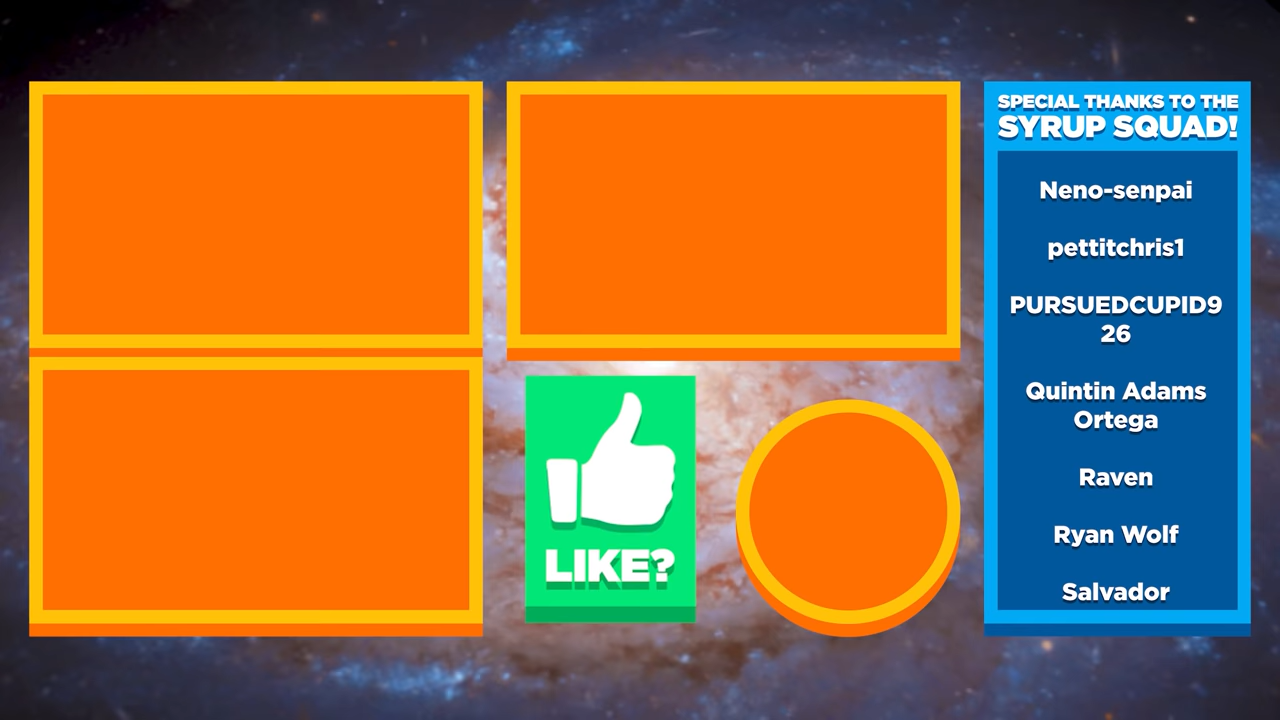 SPECIAL THANKS TO THE
SYRUP SQUAD!
Neno-senpai
pettitchris1
PURSUEDCUPID9
26
Quintin Adams
Ortega
Raven
Ryan Wolf
Salvador
LIKE?